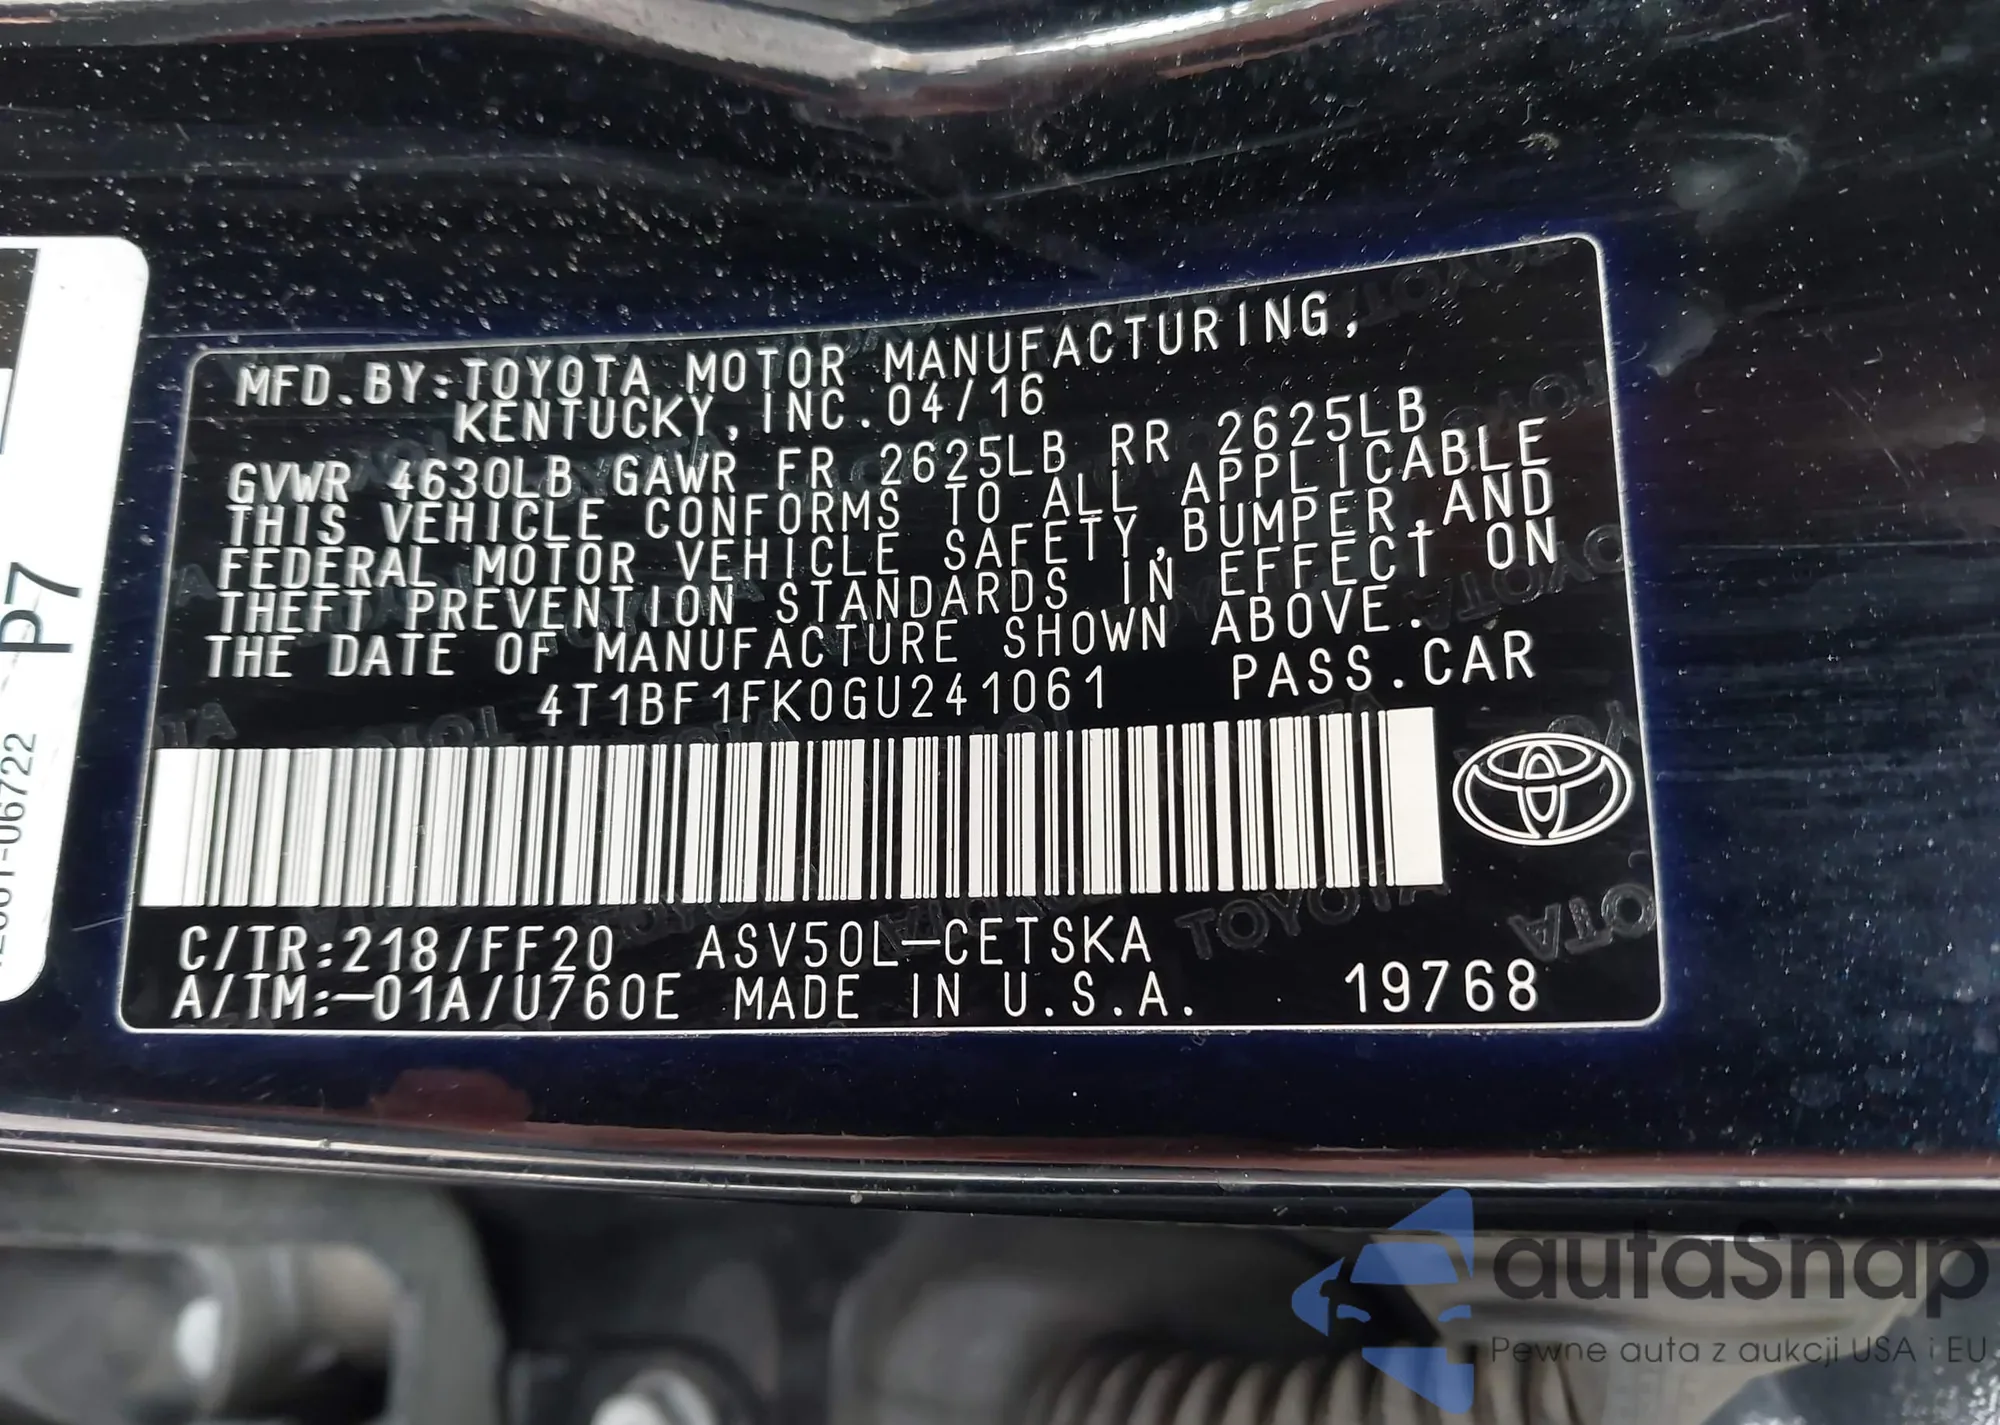 MFD.BY:TOYOTA MOTOR MANUFACTURING,
KENTUCKY, INC. 04/16
GVWR 4630LB GAWR FR 2625LB RR 2625LB
THIS VEHICLE CONFORMS TO ALL APPLICABLE
FEDERAL MOTOR VEHICLE SAFETY,BUMPER,AND
THEFT PREVENTION STANDARDS IN EFFECT ON
THE DATE OF MANUFACTURE SHOWN ABOVE.
4T1BF1FK0GU241061 PASS.CAR
C/TR:218/FF20 ASV50L-CETSKA
A/TM:-01A/U760E MADE IN U.S.A. 19768
P7
06722
autaSnap
Pewne auta z aukcji USA i EU